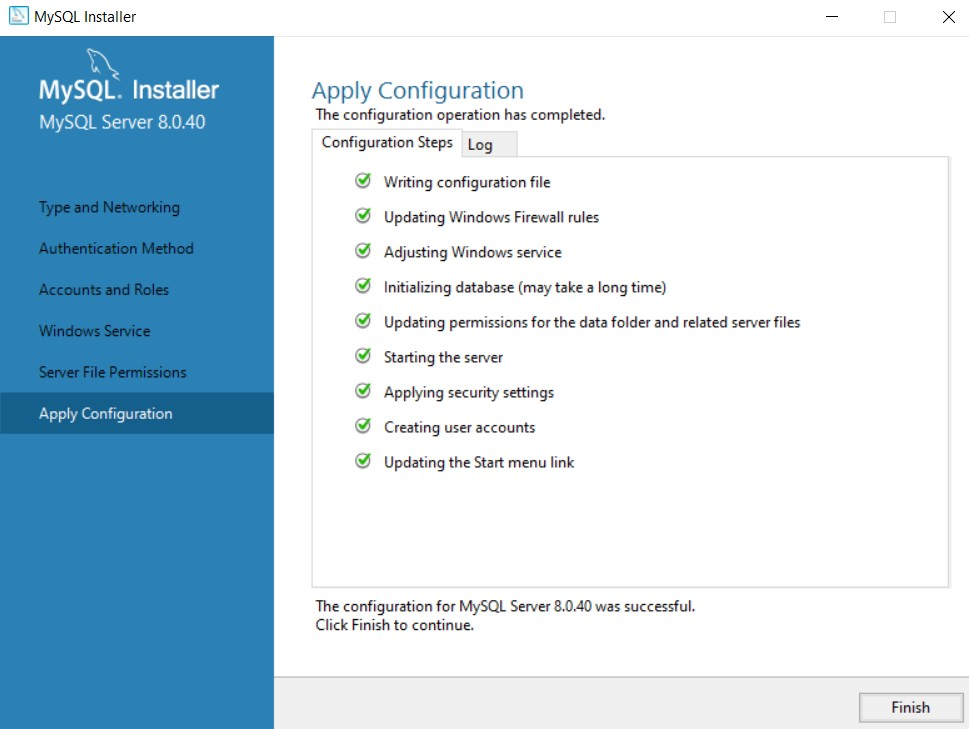 MySQL Installer
MySQL. Installer
MySQL Server 8.0.40
Type and Networking
Authentication Method
Accounts and Roles
Windows Service
Server File Permissions
Apply Configuration
Apply Configuration
The configuration operation has completed.
Configuration Steps Log
Writing configuration file
Updating Windows Firewall rules
Adjusting Windows service
Initializing database (may take a long time)
Updating permissions for the data folder and related server files
Starting the server
Applying security settings
Creating user accounts
Updating the Start menu link
The configuration for MySQL Server 8.0.40 was successful.
Click Finish to continue.
Finish